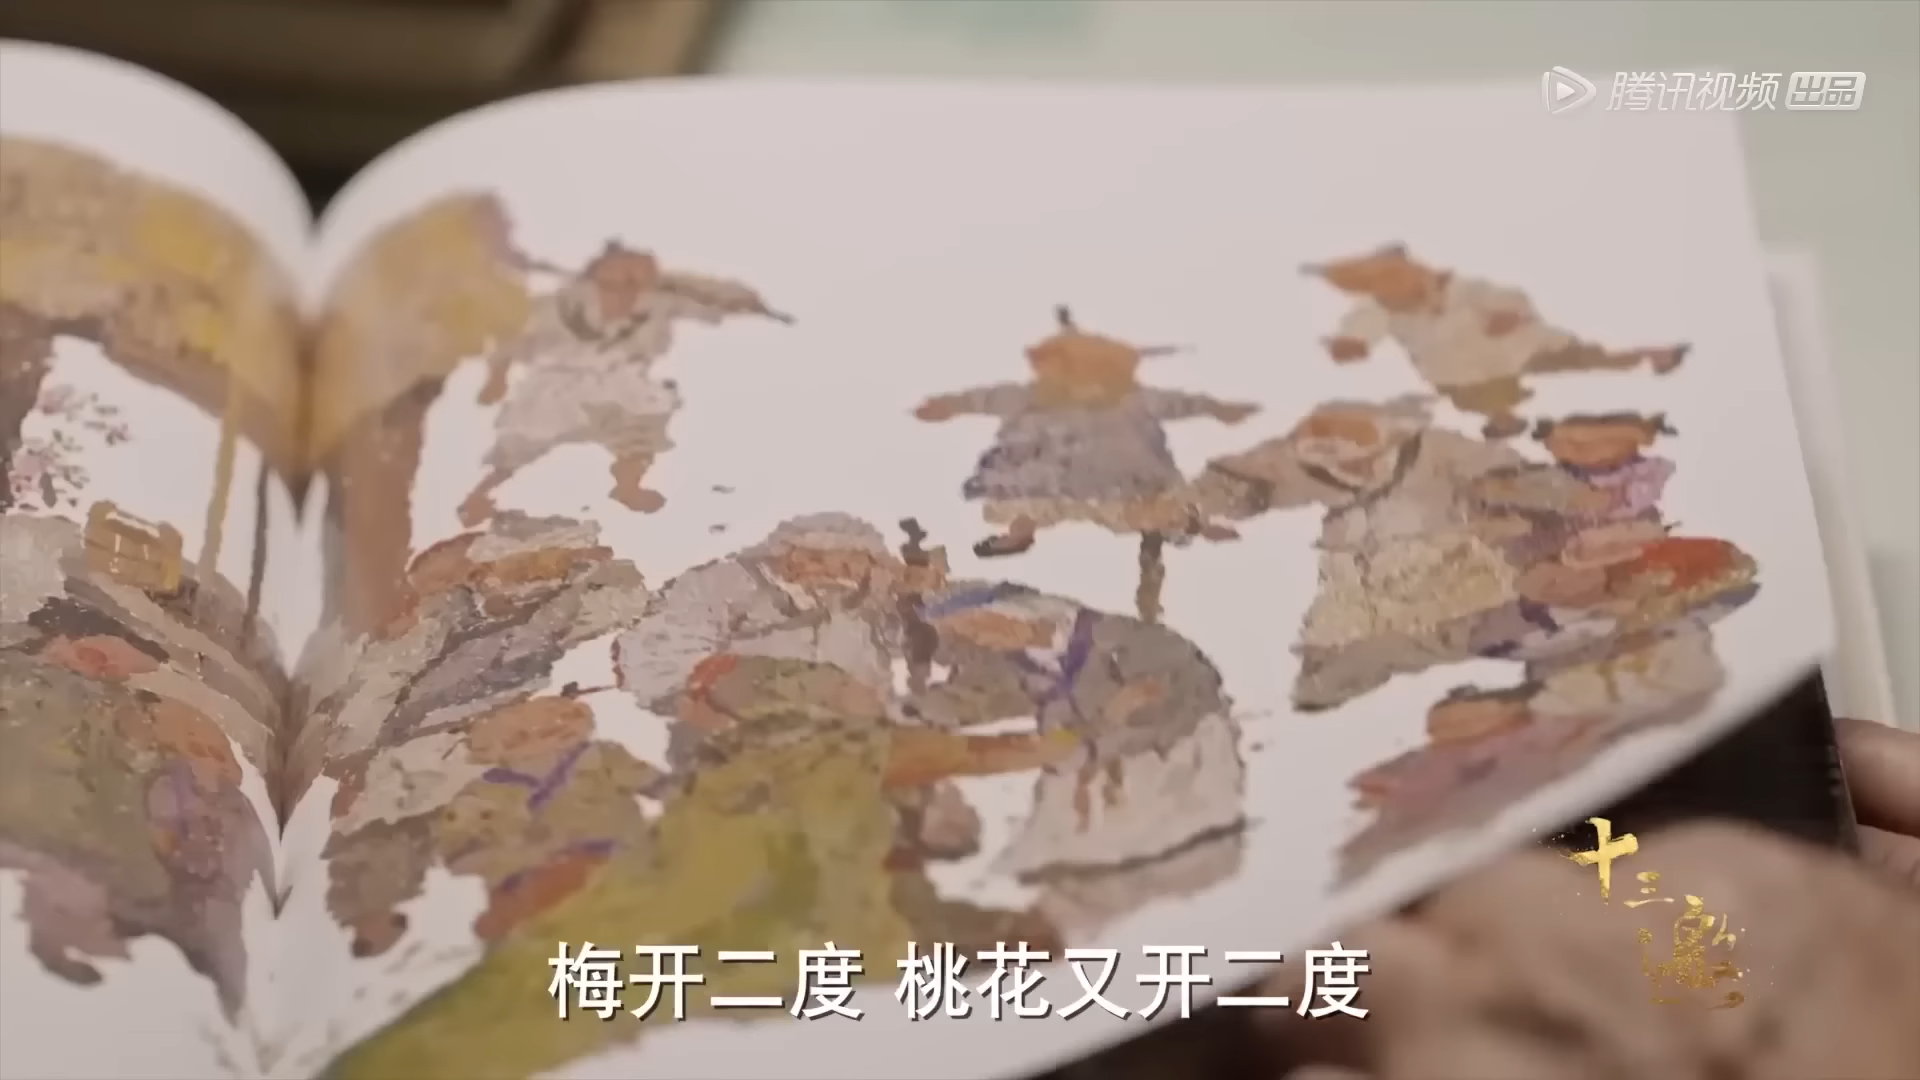 腾讯视频 出品
十三邀
梅开二度 桃花又开二度